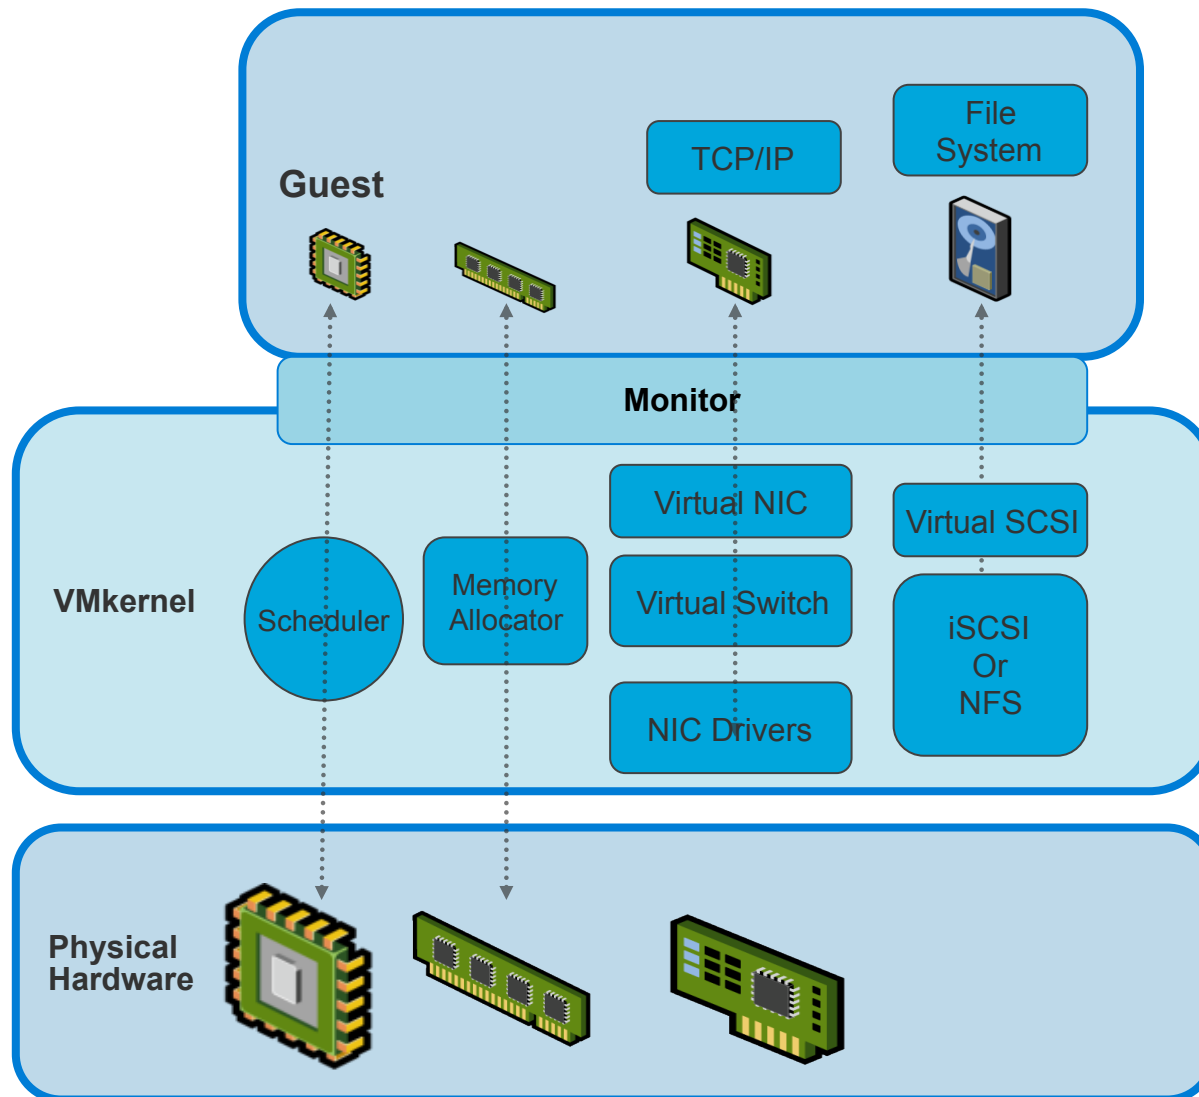 File
System
TCP/IP
Guest
Monitor
Virtual NIC
Virtual SCSI
VMkernel
Scheduler
Memory
Allocator
Virtual Switch
iSCSI
Or
NFS
NIC Drivers
Physical
Hardware